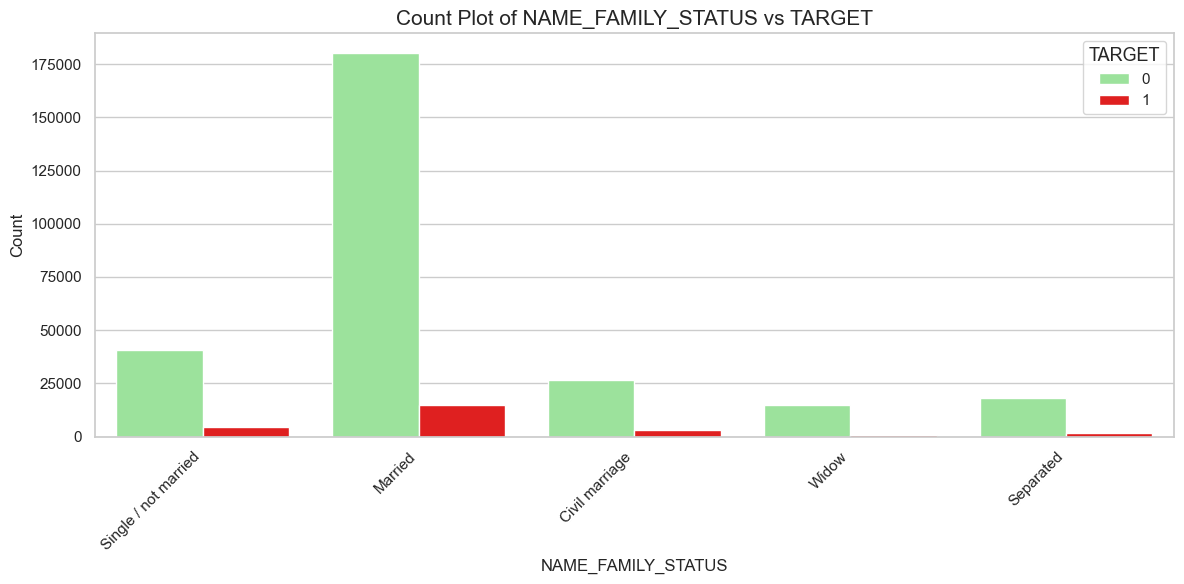 Count Plot of NAME_FAMILY_STATUS vs TARGET
TARGET
0
1
175000
150000
125000
100000
75000
50000
25000
0
Count
Single / not married
Married
Civil marriage
Widow
Separated
NAME_FAMILY_STATUS